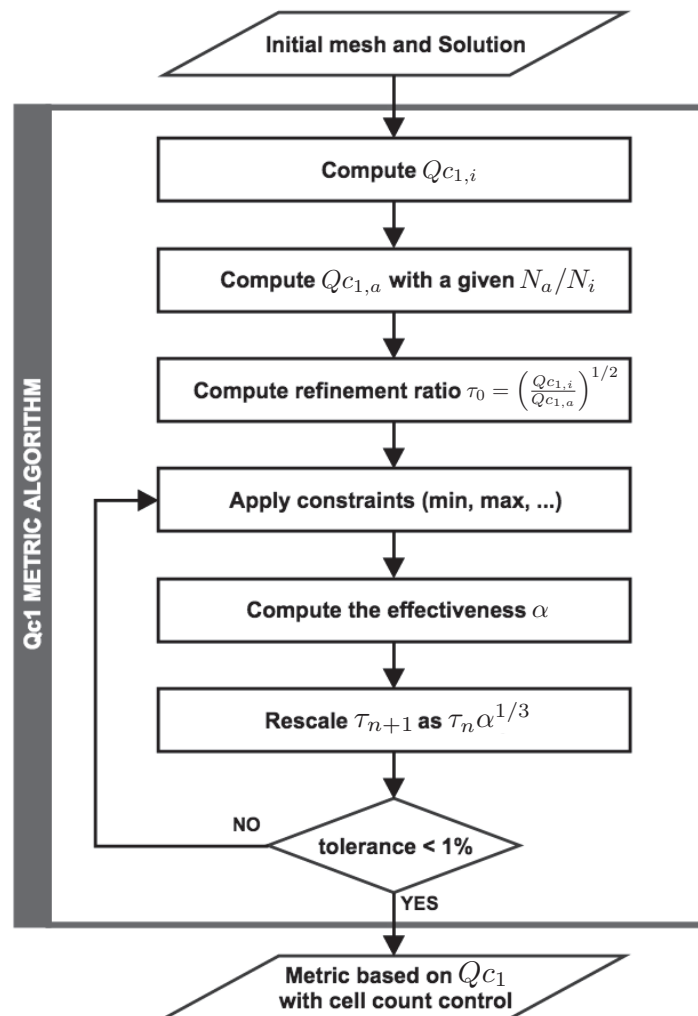 Initial mesh and Solution
Compute $Qc_{1,i}$
Compute $Qc_{1,a}$ with a given $N_a/N_i$
Compute refinement ratio $\tau_0 = \left(\frac{Qc_{1,i}}{Qc_{1,a}}\right)^{1/2}$
Qc1 METRIC ALGORITHM
Apply constraints (min, max, ...)
Compute the effectiveness $\alpha$
Rescale $\tau_{n+1}$ as $\tau_n \alpha^{1/3}$
NO
tolerance < 1%
YES
Metric based on $Qc_1$
with cell count control